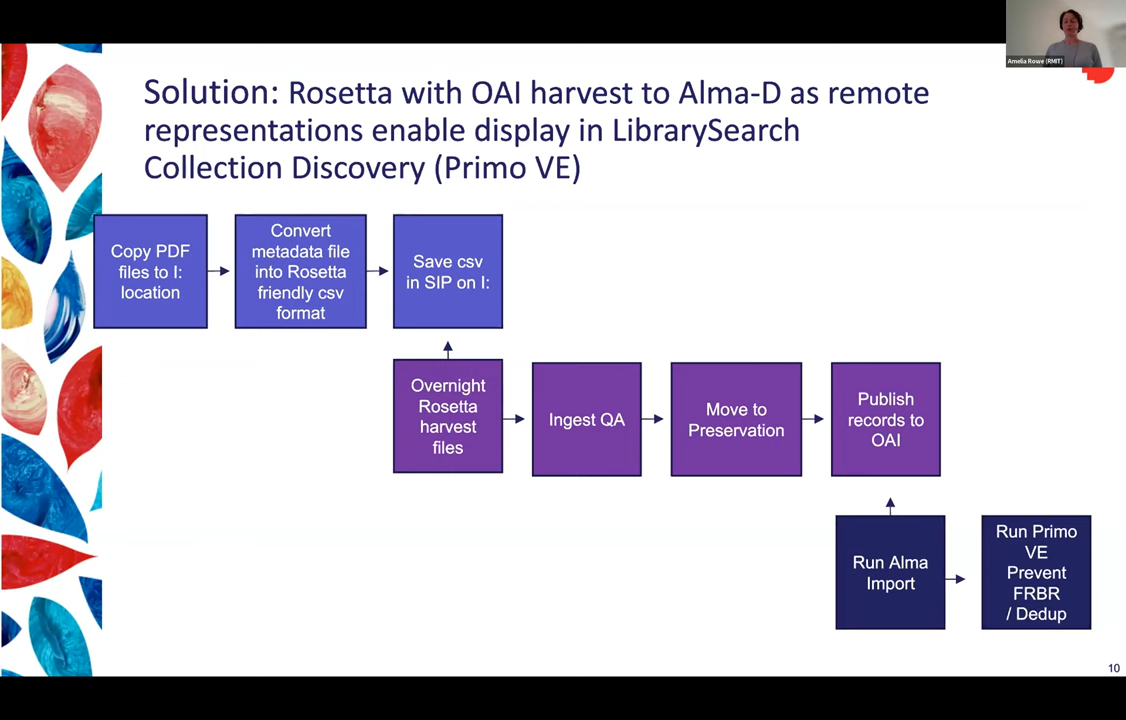 Amelia Rowe (RMIT)
Solution: Rosetta with OAI harvest to Alma-D as remote
representations enable display in LibrarySearch
Collection Discovery (Primo VE)
Copy PDF
files to I:
location
Convert
metadata file
into Rosetta
friendly csv
format
Save csv
in SIP on I:
Overnight
Rosetta
harvest
files
Ingest QA
Move to
Preservation
Publish
records to
OAI
Run Alma
Import
Run Primo
VE
Prevent
FRBR
/ Dedup
10